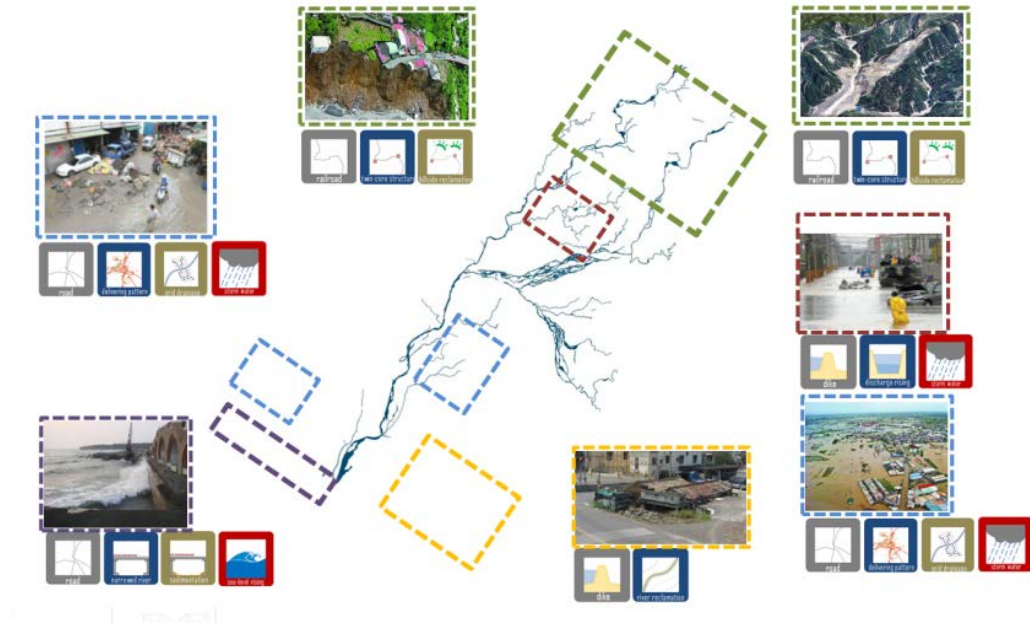 railroad
twin-core structure
hillside reclamation
railroad
twin-core structure
hillside reclamation
road
delivering pattern
grid drainage
storm water
dike
discharge rising
storm water
road
narrowed river
sedimentation
sea-level rising
dike
river reclamation
road
delivering pattern
grid drainage
storm water